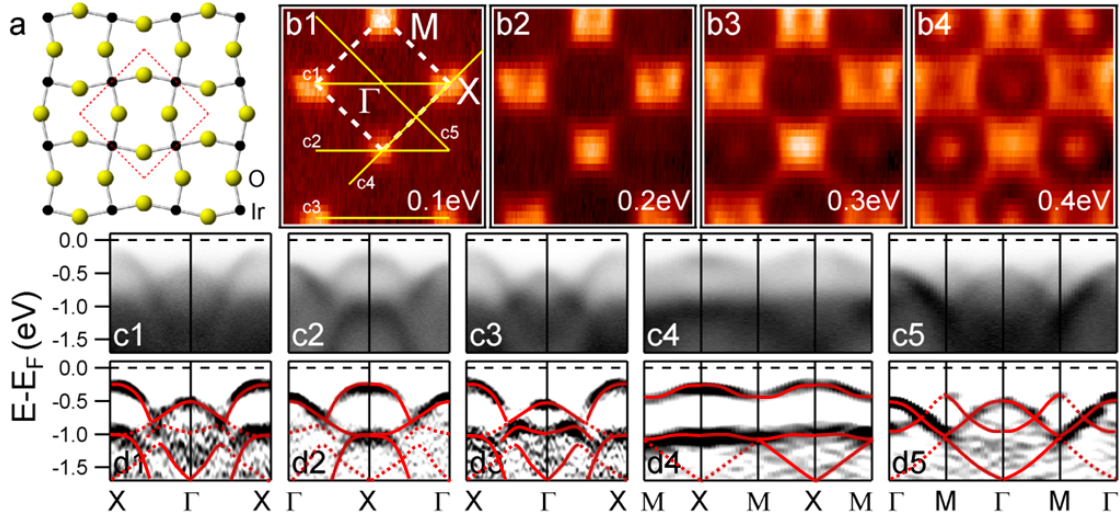 a
O
Ir
b1
M
c1
Γ
X
c2
c5
c4
c3
0.1eV
b2
0.2eV
b3
0.3eV
b4
0.4eV
E-E_F (eV)
0.0
-0.5
-1.0
-1.5
c1
c2
c3
c4
c5
0.0
-0.5
-1.0
-1.5
d1
d2
d3
d4
d5
X Γ X
Γ X Γ
X Γ X
M X M X M
Γ M Γ M Γ